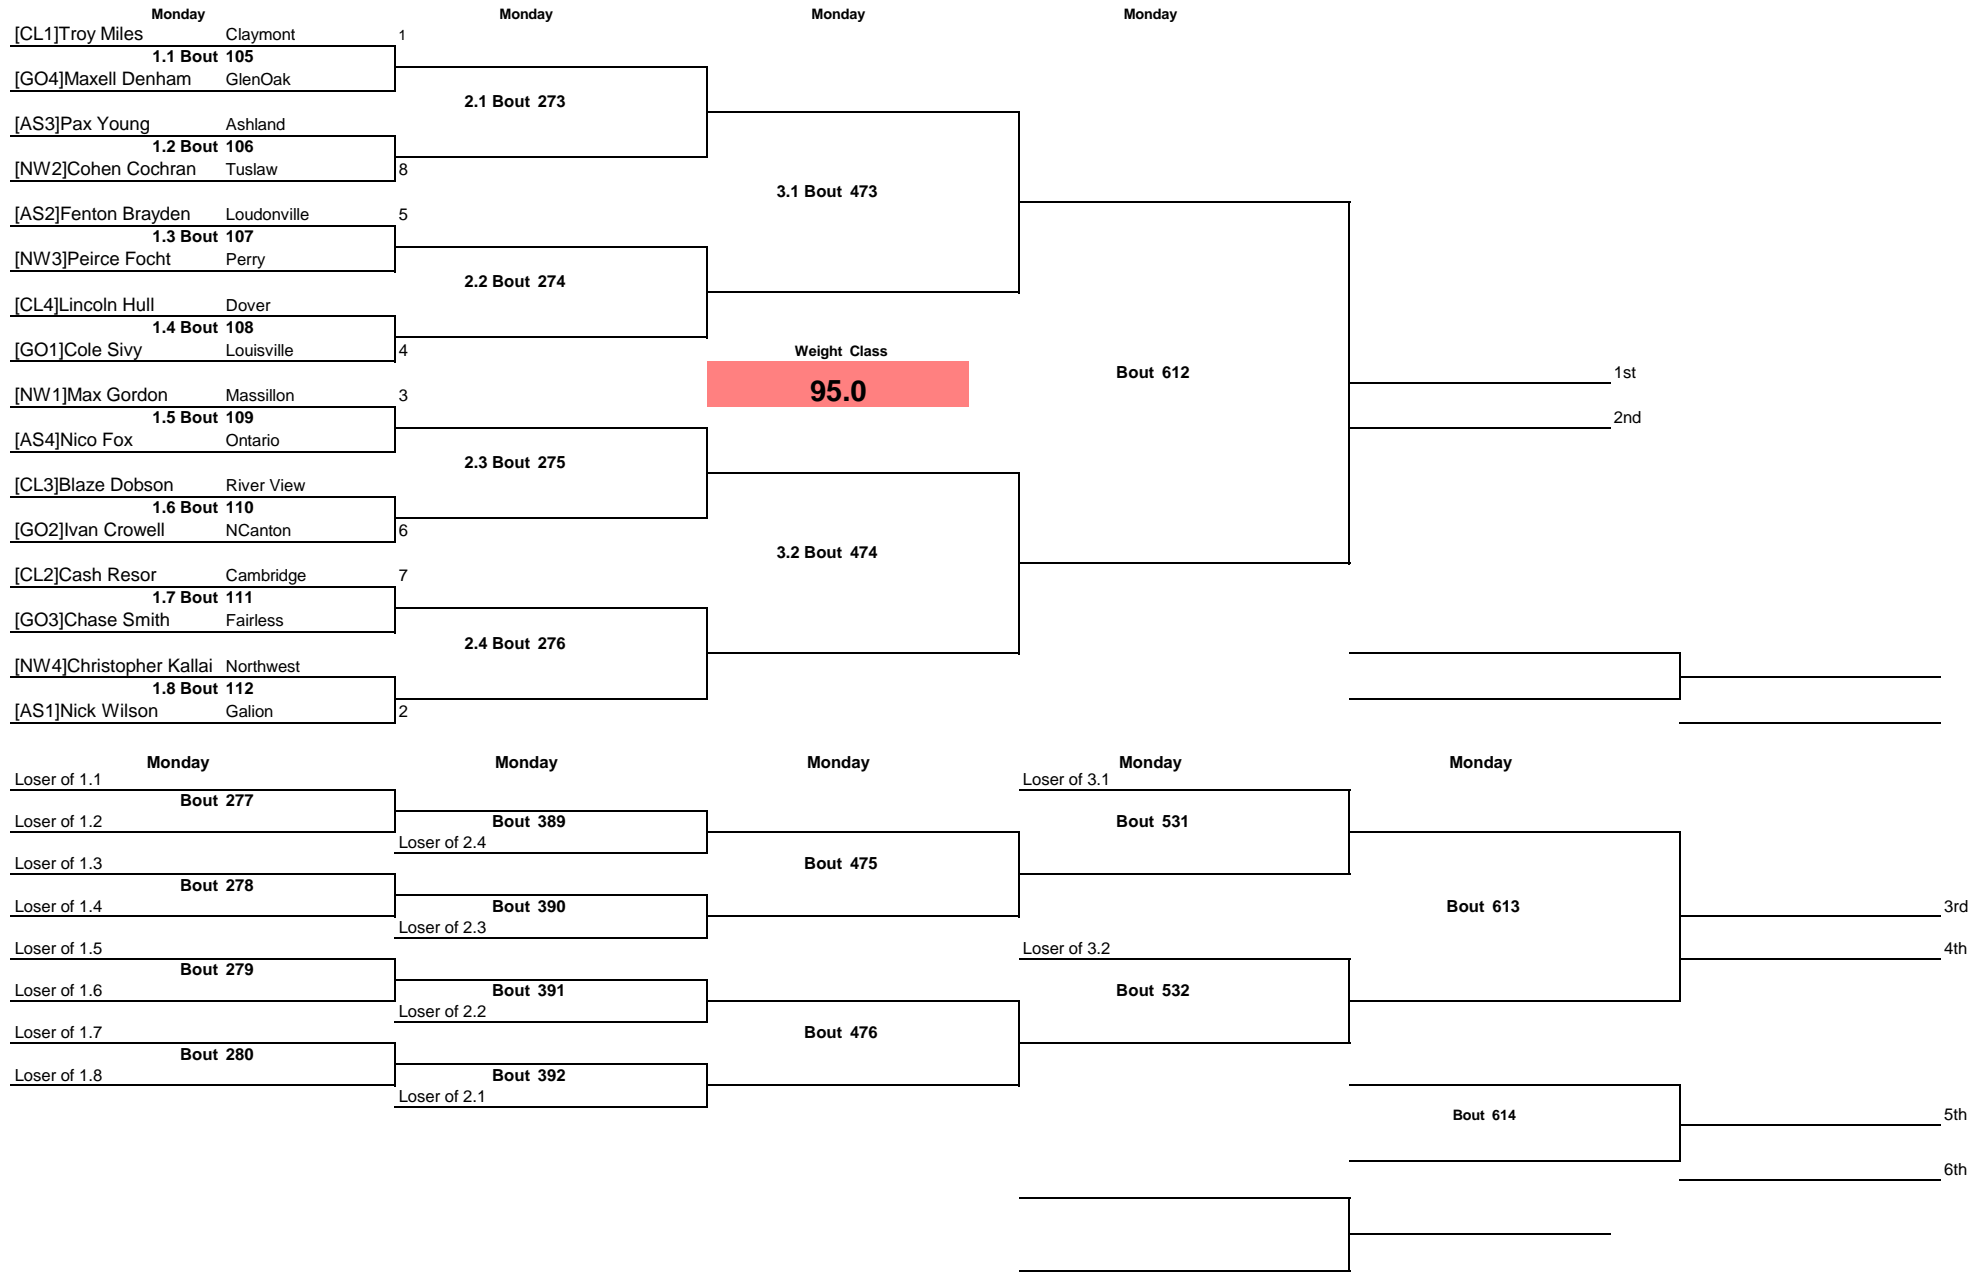 Monday Monday Monday Monday
[CL1]Troy Miles Claymont 1
1.1 Bout 105
[GO4]Maxell Denham GlenOak
2.1 Bout 273
[AS3]Pax Young Ashland
1.2 Bout 106
[NW2]Cohen Cochran Tuslaw 8
3.1 Bout 473
[AS2]Fenton Brayden Loudonville 5
1.3 Bout 107
[NW3]Peirce Focht Perry
2.2 Bout 274
[CL4]Lincoln Hull Dover
1.4 Bout 108
[GO1]Cole Sivy Louisville 4 Weight Class
Bout 612 1st
[NW1]Max Gordon Massillon 3 95.0
1.5 Bout 109 2nd
[AS4]Nico Fox Ontario
2.3 Bout 275
[CL3]Blaze Dobson River View
1.6 Bout 110
[GO2]Ivan Crowell NCanton 6
3.2 Bout 474
[CL2]Cash Resor Cambridge 7
1.7 Bout 111
[GO3]Chase Smith Fairless
2.4 Bout 276
[NW4]Christopher Kallai Northwest
1.8 Bout 112
[AS1]Nick Wilson Galion 2
Monday Monday Monday Monday Monday
Loser of 1.1 Loser of 3.1
Bout 277
Loser of 1.2 Bout 389 Bout 531
Loser of 2.4
Loser of 1.3 Bout 475
Bout 278
Loser of 1.4 Bout 390 Bout 613 3rd
Loser of 2.3
Loser of 1.5 Loser of 3.2 4th
Bout 279
Loser of 1.6 Bout 391 Bout 532
Loser of 2.2
Loser of 1.7 Bout 476
Bout 280
Loser of 1.8 Bout 392
Loser of 2.1
Bout 614 5th
6th